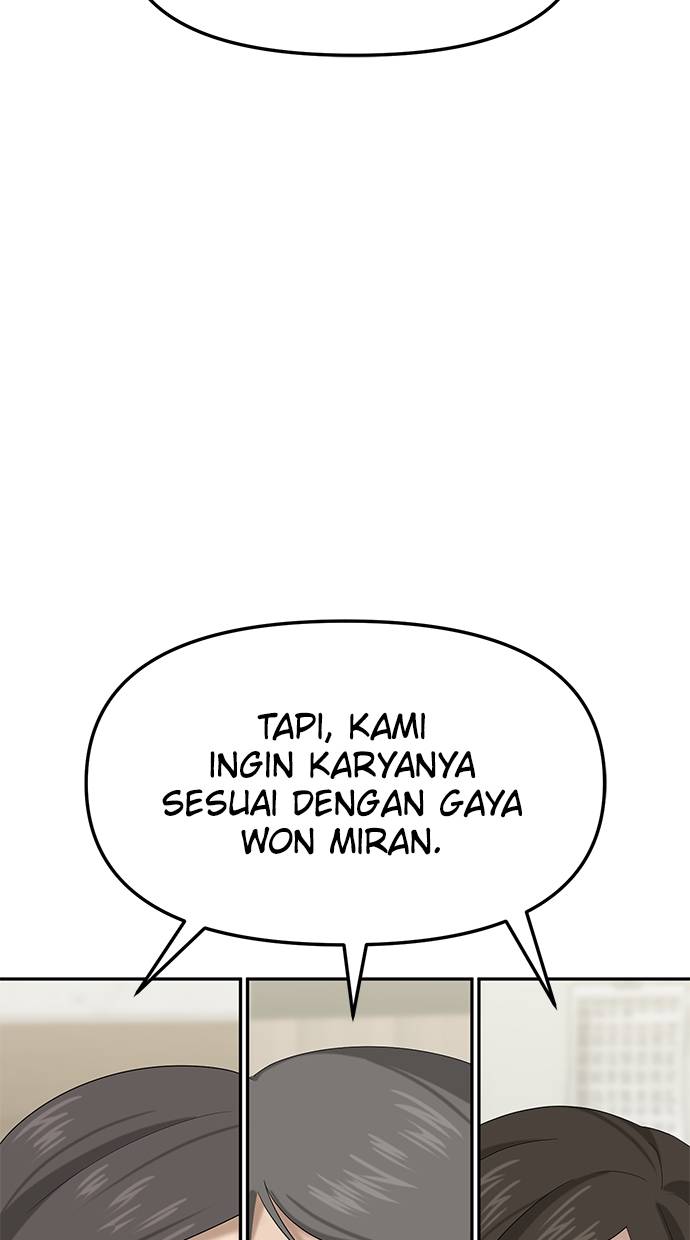 TAPI, KAMI
INGIN KARYANYA
SESUAI DENGAN GAYA
WON MIRAN.